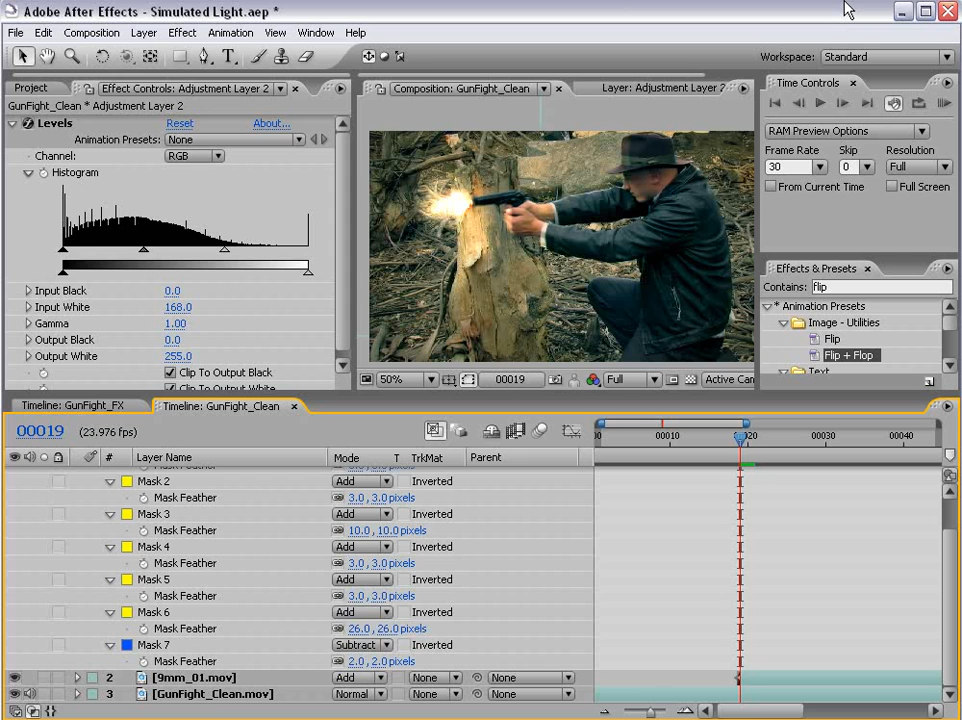 Adobe After Effects - Simulated Light.aep *
File Edit Composition Layer Effect Animation View Window Help
Workspace: Standard
Project Effect Controls: Adjustment Layer 2
GunFight_Clean * Adjustment Layer 2
Levels Reset About...
Animation Presets: None
Channel: RGB
Histogram
Input Black 0.0
Input White 168.0
Gamma 1.00
Output Black 0.0
Output White 255.0
Clip To Output Black
Clip To Output White
Composition: GunFight_Clean Layer: Adjustment Layer 2
50% 00019 Full Active Cam
Time Controls
RAM Preview Options
Frame Rate Skip Resolution
30 0 Full
From Current Time Full Screen
Effects & Presets
Contains: flip
* Animation Presets
Image - Utilities
Flip
Flip + Flop
Text
Timeline: GunFight_FX Timeline: GunFight_Clean
00019 (23.976 fps)
00 00010 00020 00030 00040
# Layer Name Mode T TrkMat Parent
Mask 2 Add Inverted
Mask Feather 3.0, 3.0 pixels
Mask 3 Add Inverted
Mask Feather 10.0, 10.0 pixels
Mask 4 Add Inverted
Mask Feather 3.0, 3.0 pixels
Mask 5 Add Inverted
Mask Feather 3.0, 3.0 pixels
Mask 6 Add Inverted
Mask Feather 26.0, 26.0 pixels
Mask 7 Subtract Inverted
Mask Feather 2.0, 2.0 pixels
2 [9mm_01.mov] Add None None
3 [GunFight_Clean.mov] Normal None None